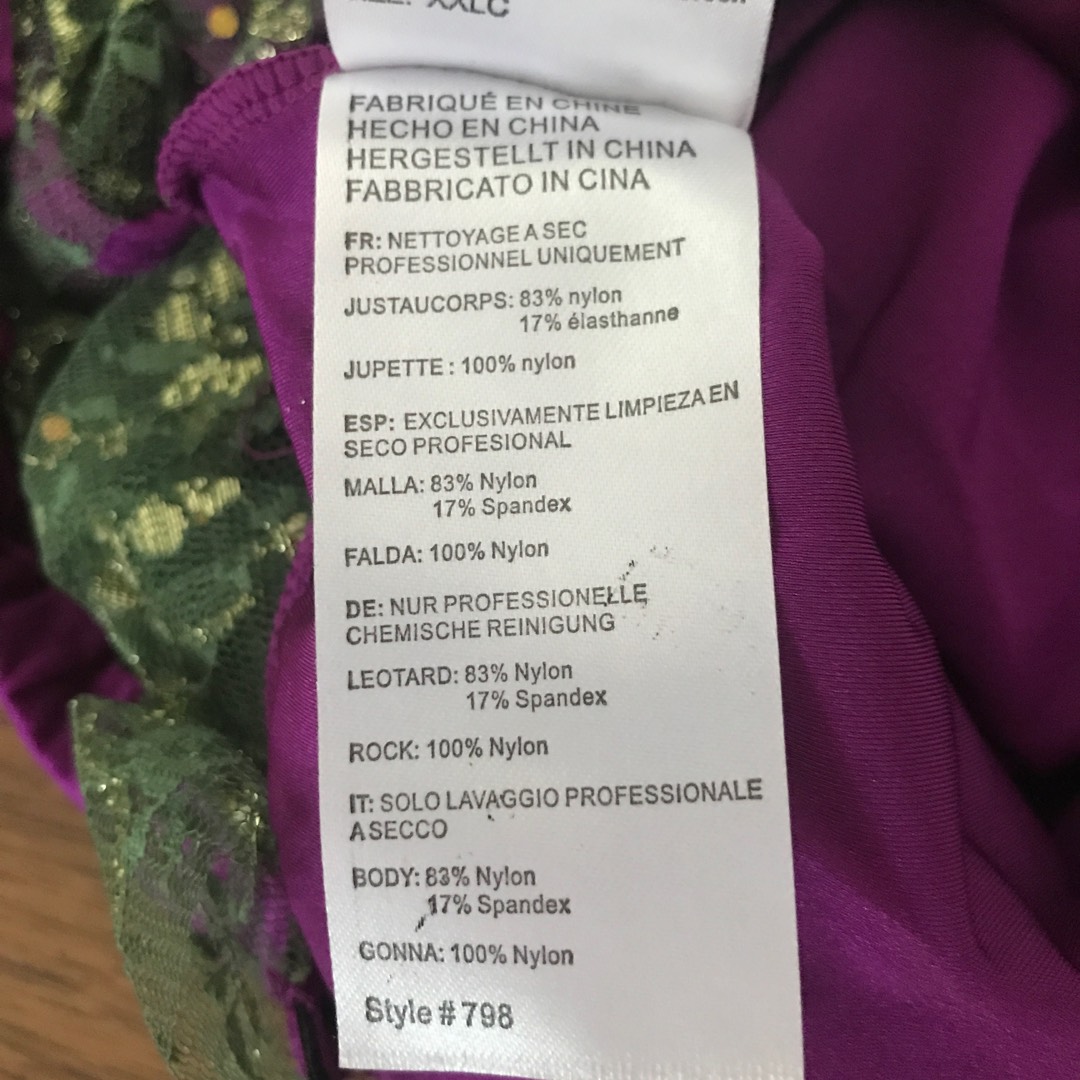 XXLC
FABRIQUÉ EN CHINE
HECHO EN CHINA
HERGESTELLT IN CHINA
FABBRICATO IN CINA
FR: NETTOYAGE A SEC
PROFESSIONNEL UNIQUEMENT
JUSTAUCORPS: 83% nylon
17% élasthanne
JUPETTE : 100% nylon
ESP: EXCLUSIVAMENTE LIMPIEZA EN
SECO PROFESIONAL
MALLA: 83% Nylon
17% Spandex
FALDA: 100% Nylon
DE: NUR PROFESSIONELLE
CHEMISCHE REINIGUNG
LEOTARD: 83% Nylon
17% Spandex
ROCK: 100% Nylon
IT: SOLO LAVAGGIO PROFESSIONALE
A SECCO
BODY: 83% Nylon
17% Spandex
GONNA: 100% Nylon
Style # 798